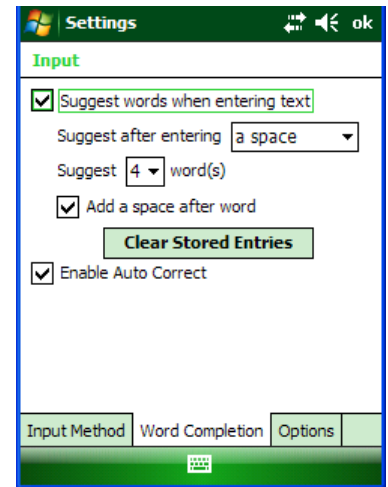 Settings ok
Input
Suggest words when entering text
Suggest after entering a space
Suggest 4 word(s)
Add a space after word
Clear Stored Entries
Enable Auto Correct
Input Method Word Completion Options